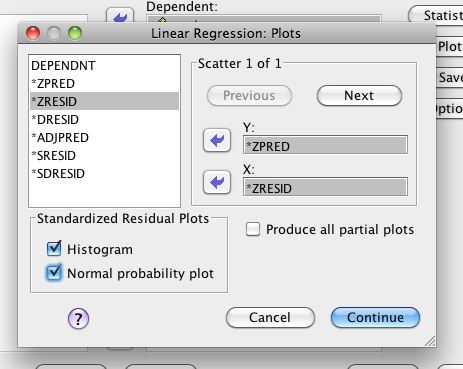 Dependent:
Linear Regression: Plots
DEPENDNT
*ZPRED
*ZRESID
*DRESID
*ADJPRED
*SRESID
*SDRESID
Scatter 1 of 1
Previous
Next
Y:
*ZPRED
X:
*ZRESID
Standardized Residual Plots
Histogram
Normal probability plot
Produce all partial plots
?
Cancel
Continue
Statist
Plot
Save
Optio